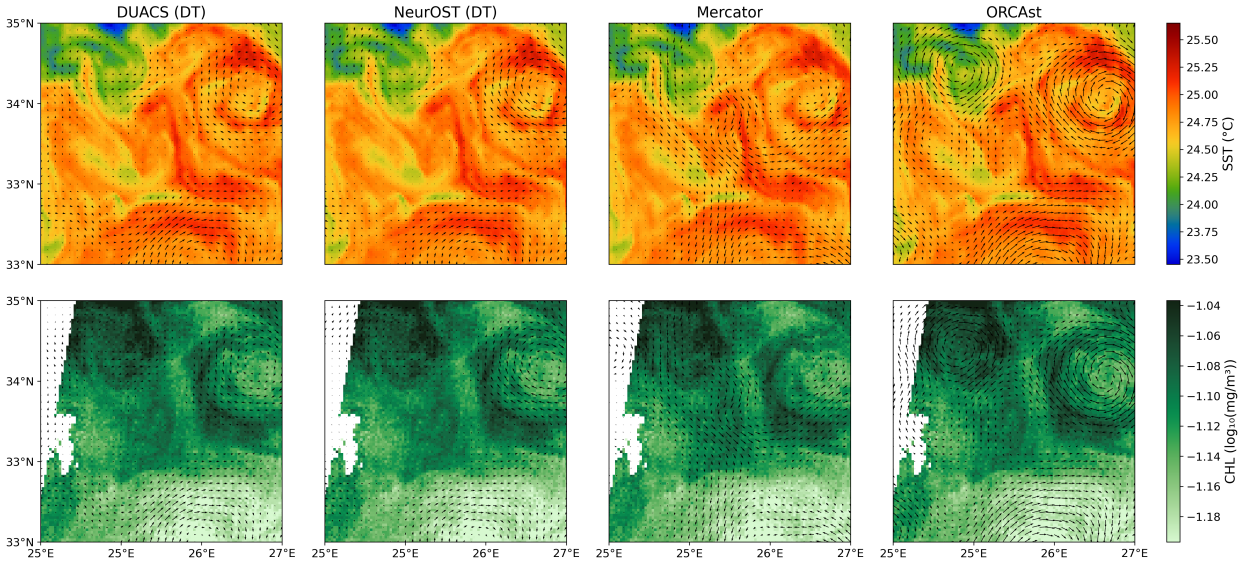 DUACS (DT) NeurOST (DT) Mercator ORCAst
35°N
34°N
33°N
33°N
25.50
25.25
25.00
24.75
24.50
24.25
24.00
23.75
23.50
SST (°C)
35°N
34°N
33°N
33°N
−1.04
−1.06
−1.08
−1.10
−1.12
−1.14
−1.16
−1.18
CHL (log₁₀(mg/m³))
25°E 25°E 26°E 27°E 25°E 25°E 26°E 27°E 25°E 25°E 26°E 27°E 25°E 25°E 26°E 27°E